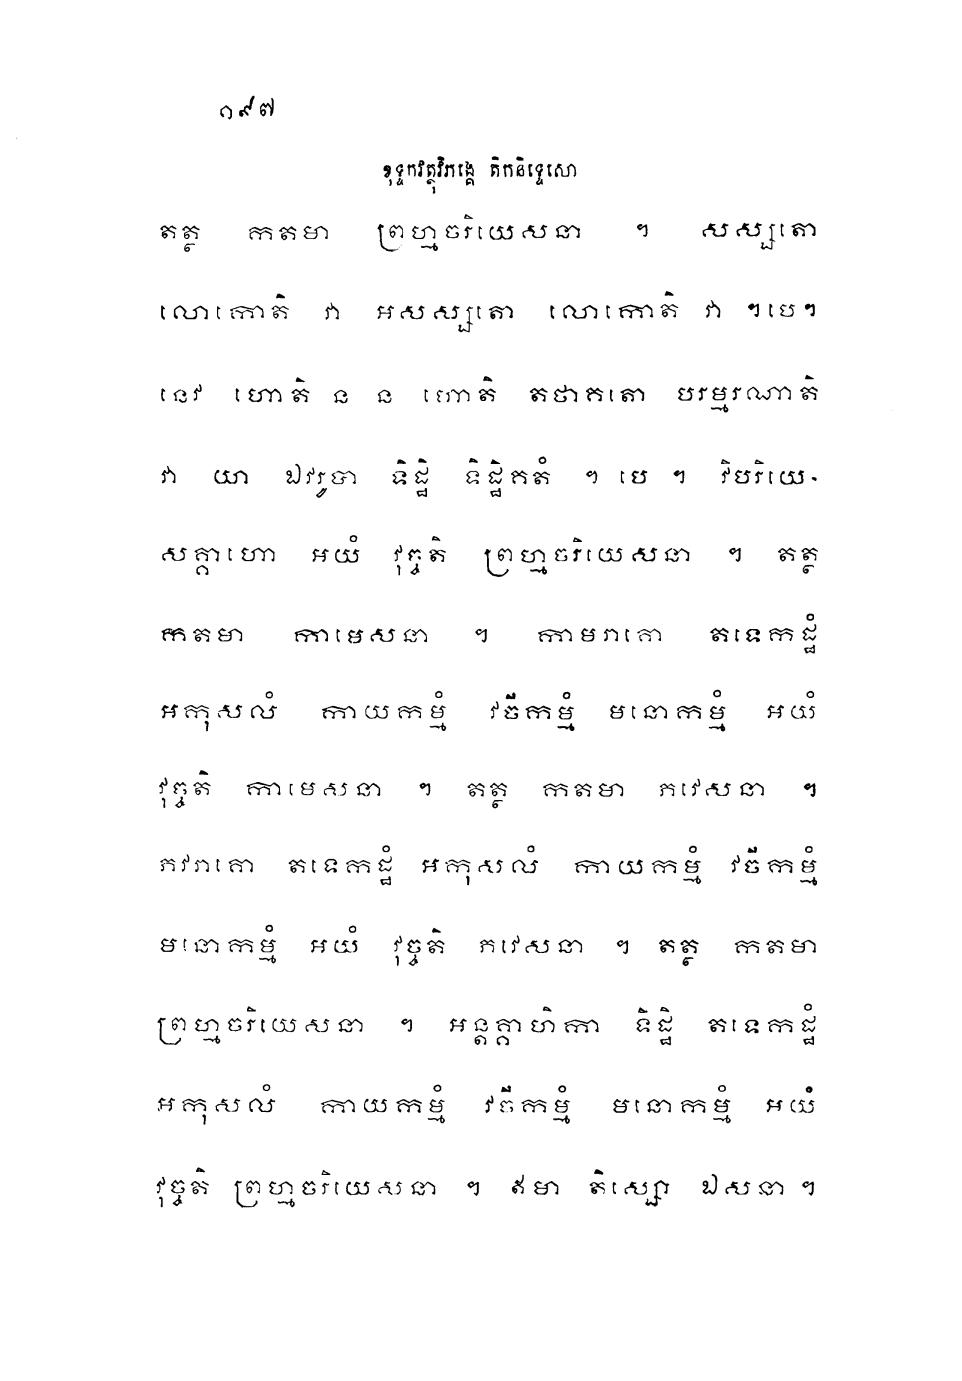 ១៩៧
ខុទ្ទកវត្ថុវិភង្គេ តិកនិទ្ទេសោ
តត្ថ កតមា ព្រហ្មចរិយេសនា ។ សស្សតោ
លោកោតិ វា អសស្សតោ លោកោតិ វា ។បេ។
នេវ ហោតិ ន ន ហោតិ តថាគតោ បរម្មរណាតិ
វា យា ឯវរូបា ទិដ្ឋិ ទិដ្ឋិគតំ ។ បេ ។ វិបរិយេ-
សគ្គាហោ អយំ វុច្ចតិ ព្រហ្មចរិយេសនា ។ តត្ថ
កតមា កាមេសនា ។ កាមរាគោ តទេកដ្ឋំ
អកុសលំ កាយកម្មំ វចីកម្មំ មនោកម្មំ អយំ
វុច្ចតិ កាមេសនា ។ តត្ថ កតមា ភវេសនា ។
ភវរាគោ តទេកដ្ឋំ អកុសលំ កាយកម្មំ វចីកម្មំ
មនោកម្មំ អយំ វុច្ចតិ ភវេសនា ។ តត្ថ កតមា
ព្រហ្មចរិយេសនា ។ អន្តគ្គាហិកា ទិដ្ឋិ តទេកដ្ឋំ
អកុសលំ កាយកម្មំ វចីកម្មំ មនោកម្មំ អយំ
វុច្ចតិ ព្រហ្មចរិយេសនា ។ ឥមា តិស្សោ ឯសនា ។